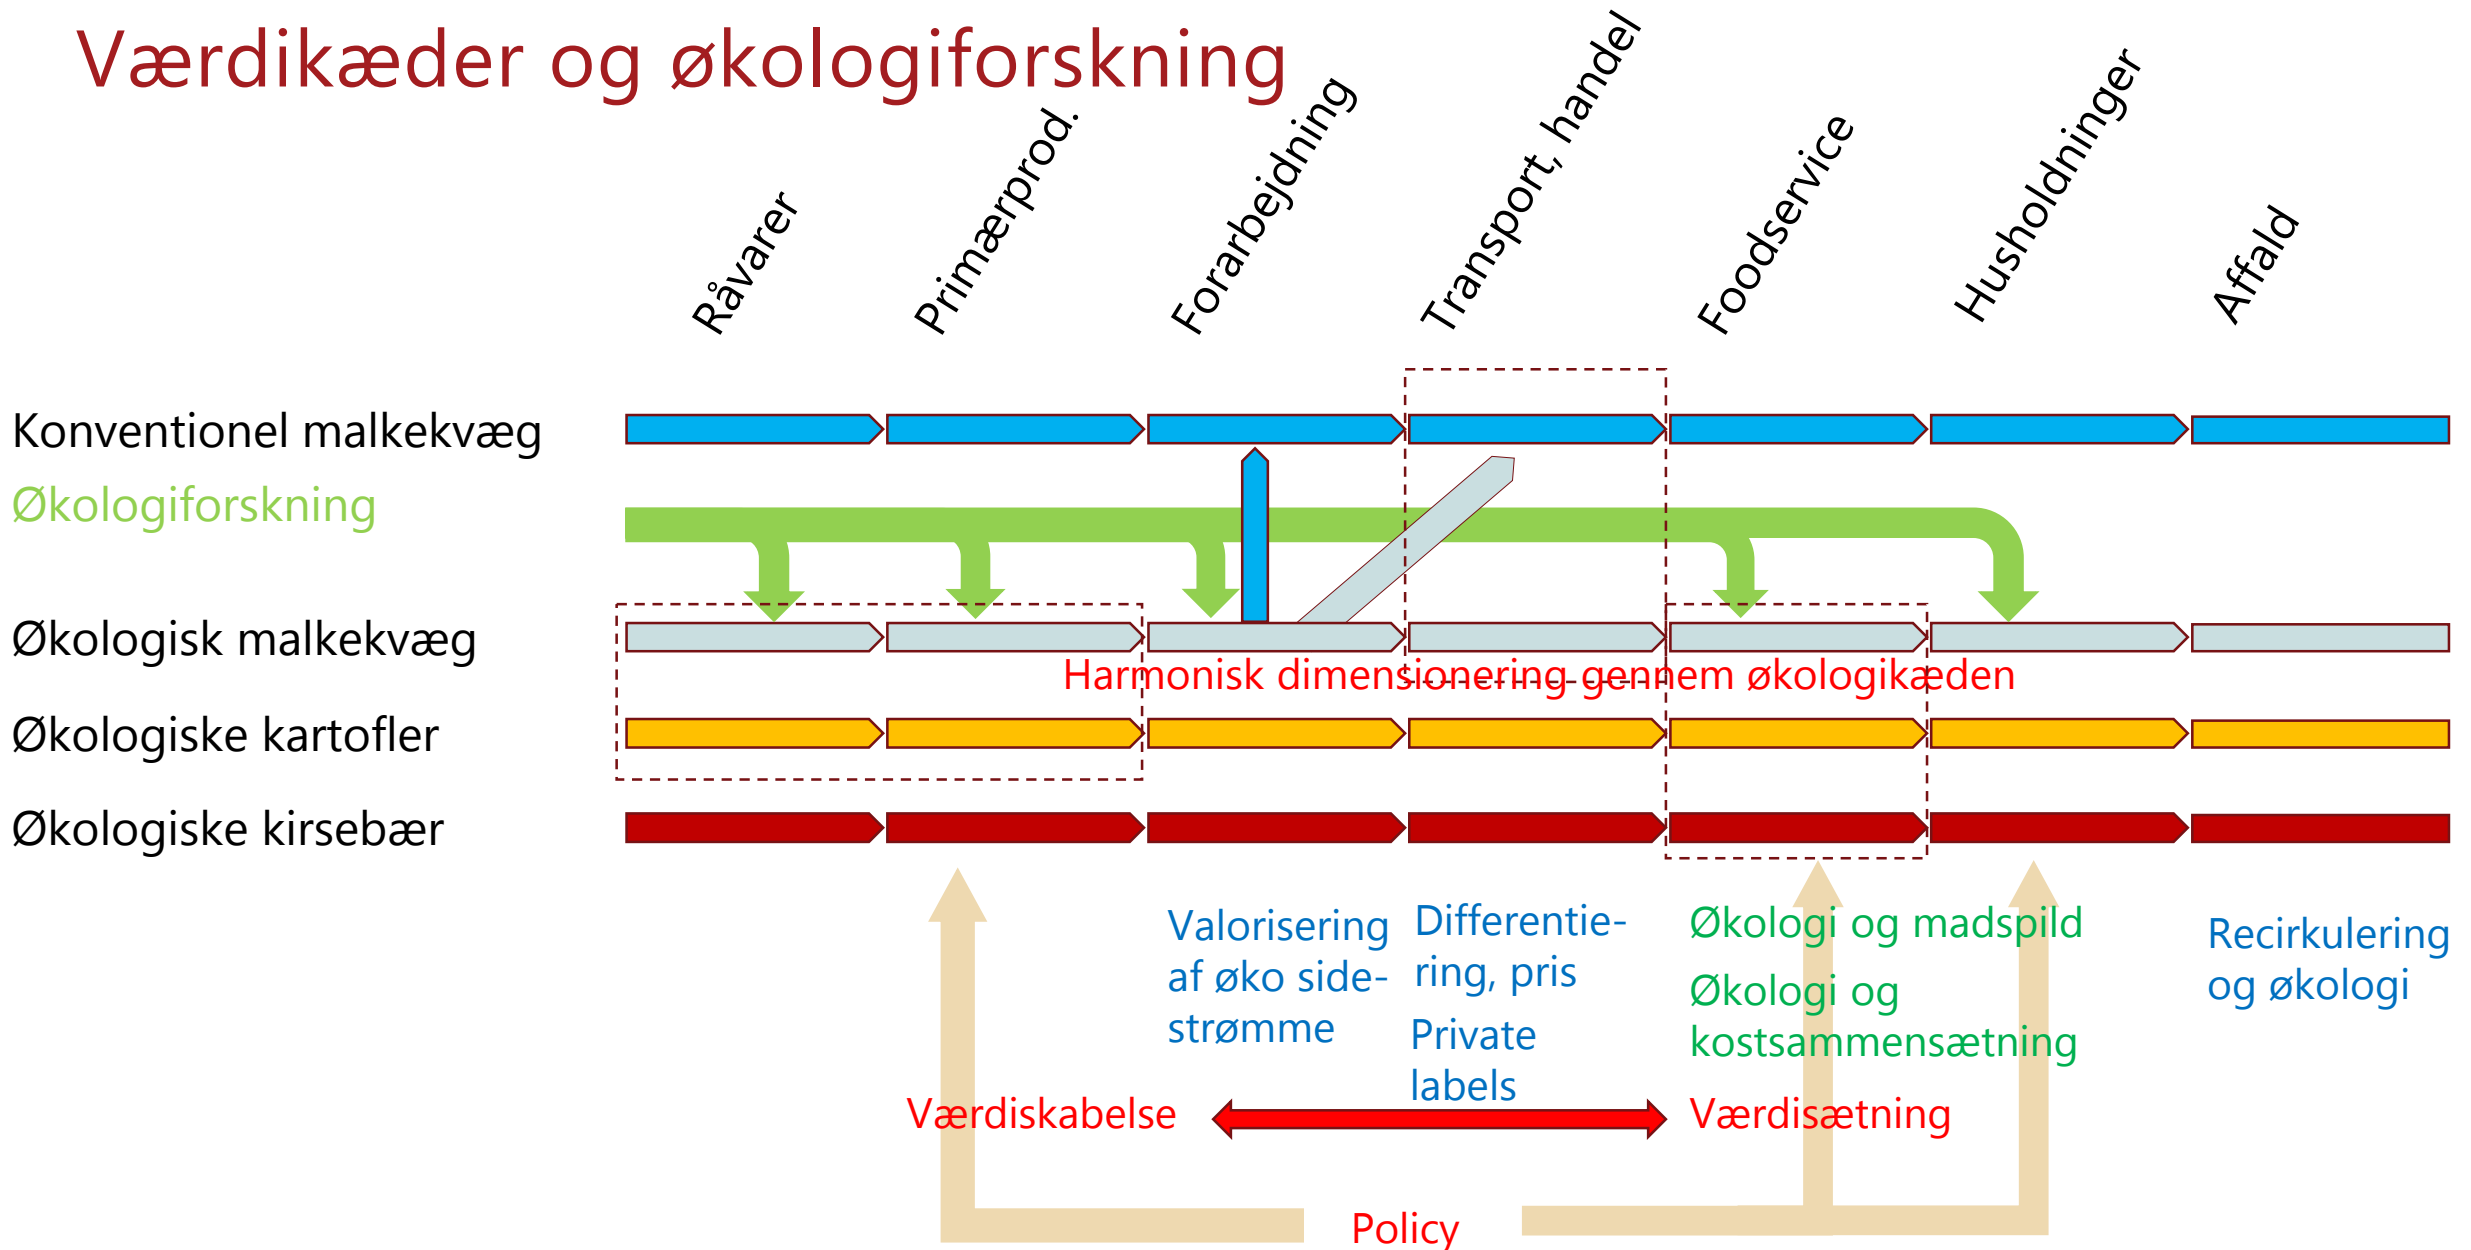 Værdikæder og økologiforskning
Råvarer
Primærprod.
Forarbejdning
Transport, handel
Foodservice
Husholdninger
Affald
Konventionel malkekvæg
Økologiforskning
Økologisk malkekvæg
Harmonisk dimensionering gennem økologikæden
Økologiske kartofler
Økologiske kirsebær
Valorisering
af øko side-
strømme
Differentie-
ring, pris
Private
labels
Økologi og madspild
Økologi og
kostsammensætning
Recirkulering
og økologi
Værdiskabelse
Værdisætning
Policy